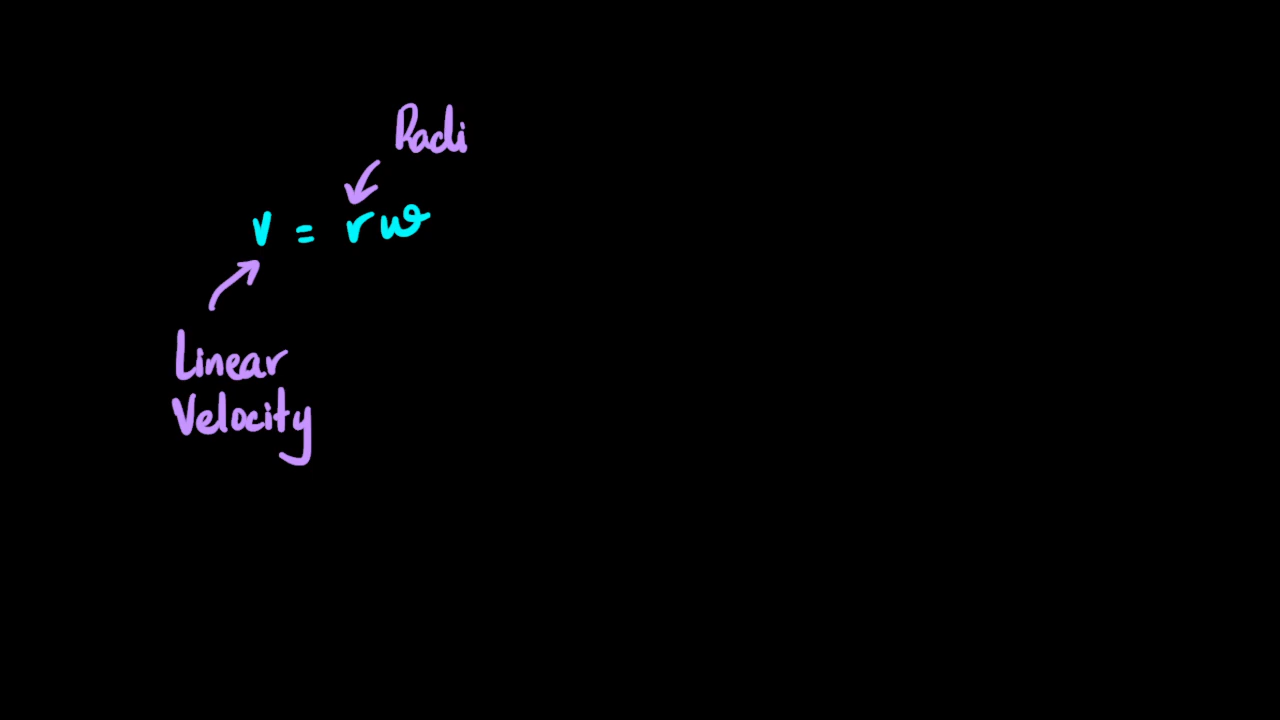 Radi
v = rω
Linear
Velocity